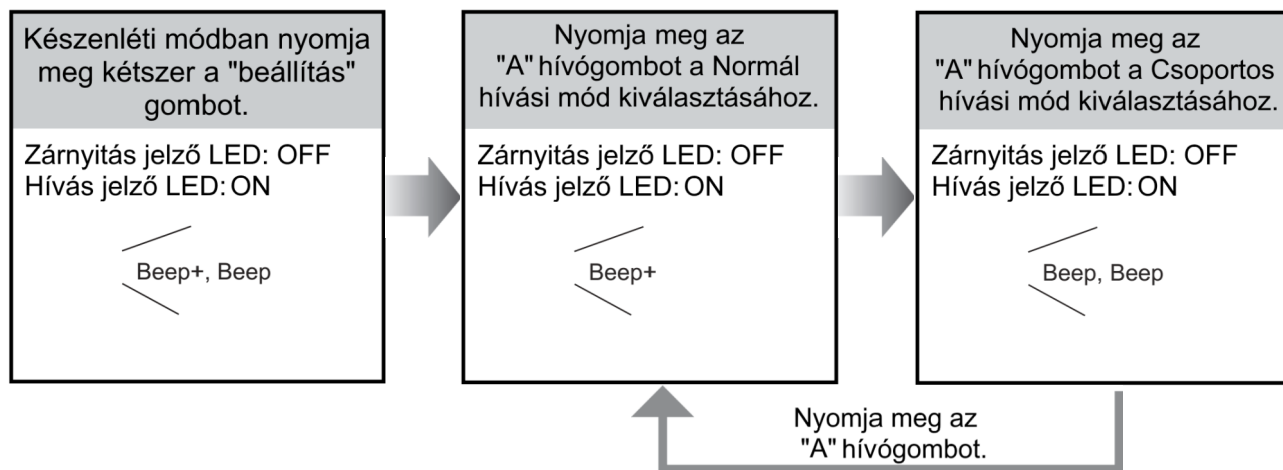 Készenléti módban nyomja
meg kétszer a "beállítás"
gombot.
Zárnyitás jelző LED: OFF
Hívás jelző LED: ON
Beep+, Beep
Nyomja meg az
"A" hívógombot a Normál
hívási mód kiválasztásához.
Zárnyitás jelző LED: OFF
Hívás jelző LED: ON
Beep+
Nyomja meg az
"A" hívógombot a Csoportos
hívási mód kiválasztásához.
Zárnyitás jelző LED: OFF
Hívás jelző LED: ON
Beep, Beep
Nyomja meg az
"A" hívógombot.